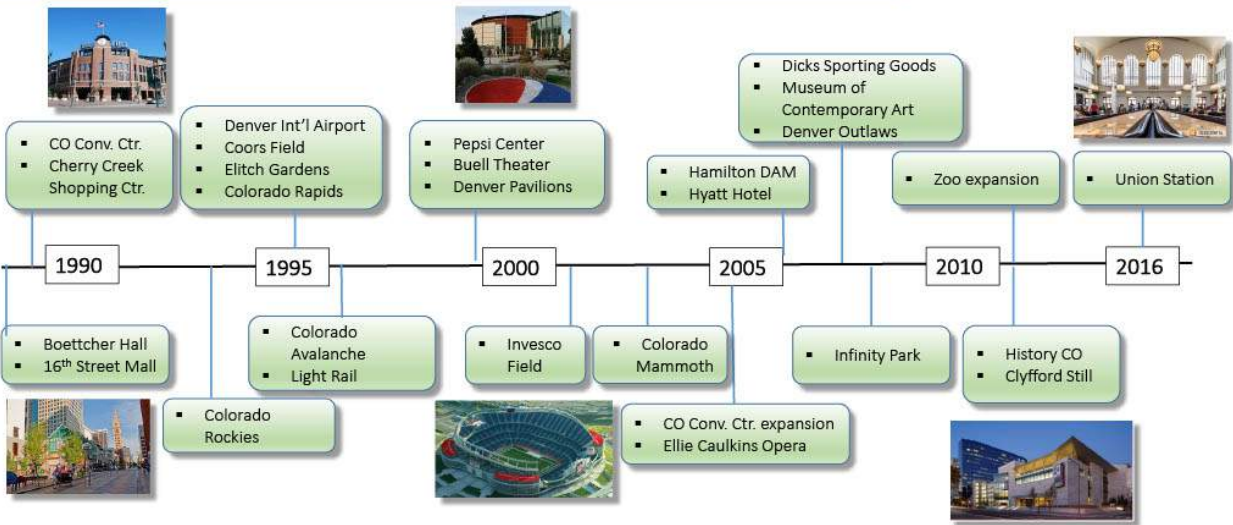 CO Conv. Ctr.
Cherry Creek
Shopping Ctr.
Denver Int’l Airport
Coors Field
Elitch Gardens
Colorado Rapids
Pepsi Center
Buell Theater
Denver Pavilions
Hamilton DAM
Hyatt Hotel
Dicks Sporting Goods
Museum of
Contemporary Art
Denver Outlaws
Zoo expansion
Union Station
1990
1995
2000
2005
2010
2016
Boettcher Hall
16th Street Mall
Colorado
Rockies
Colorado
Avalanche
Light Rail
Invesco
Field
Colorado
Mammoth
CO Conv. Ctr. expansion
Ellie Caulkins Opera
Infinity Park
History CO
Clyfford Still